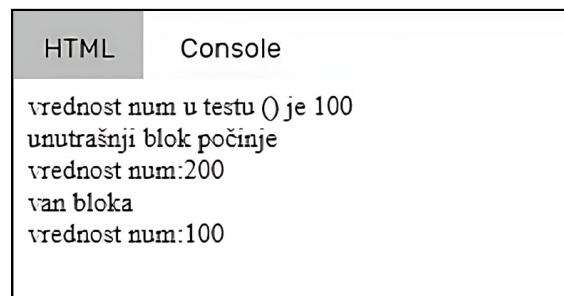 HTML Console
vrednost num u testu () je 100
unutrašnji blok počinje
vrednost num:200
van bloka
vrednost num:100